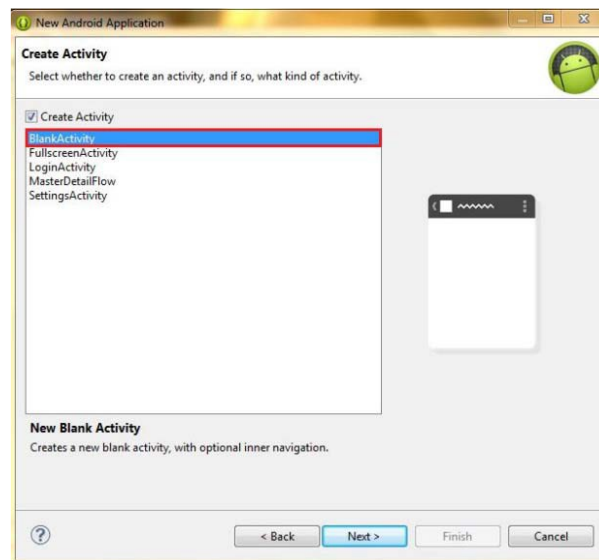 New Android Application
Create Activity
Select whether to create an activity, and if so, what kind of activity.
Create Activity
BlankActivity
FullscreenActivity
LoginActivity
MasterDetailFlow
SettingsActivity
New Blank Activity
Creates a new blank activity, with optional inner navigation.
?
< Back
Next >
Finish
Cancel